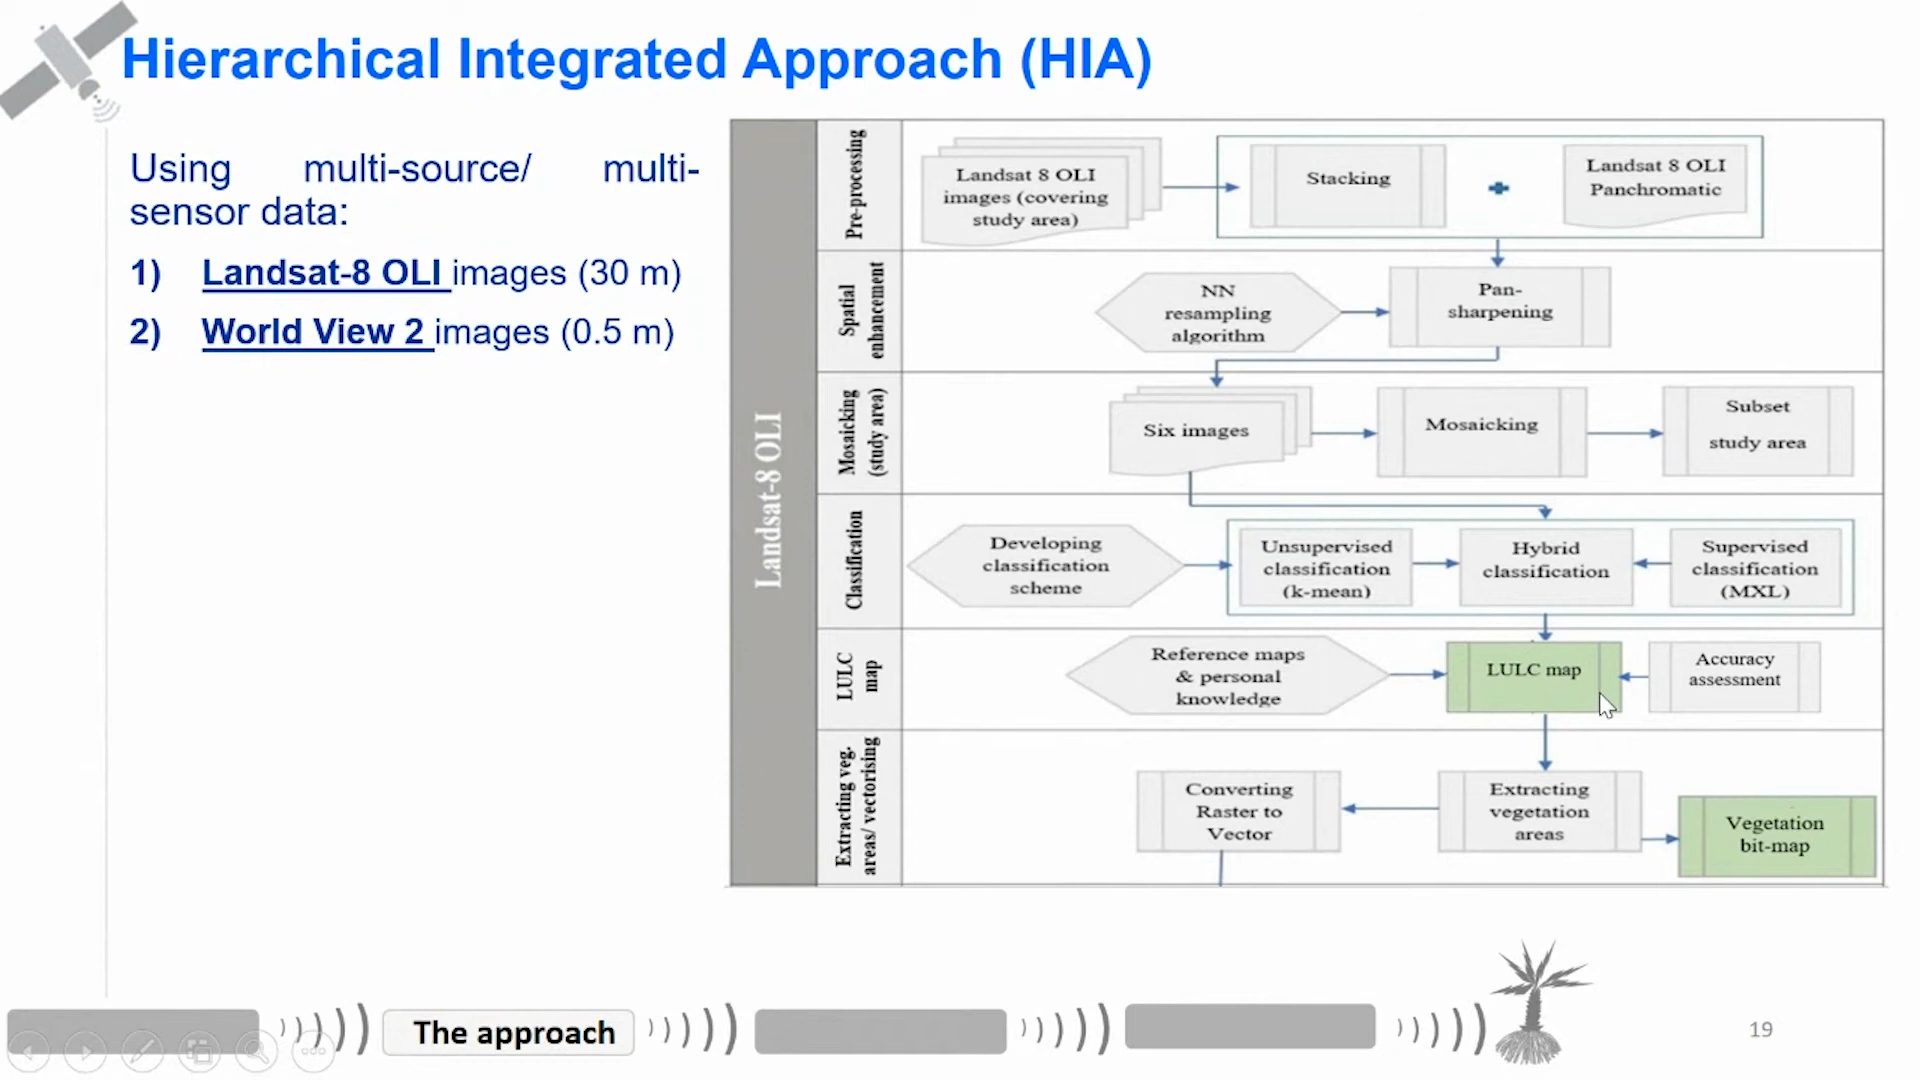 Hierarchical Integrated Approach (HIA)
Using multi-source/ multi-
sensor data:
1) Landsat-8 OLI images (30 m)
2) World View 2 images (0.5 m)
Landsat-8 OLI
Pre-processing
Landsat 8 OLI
images (covering
study area)
Stacking
Landsat 8 OLI
Panchromatic
Spatial
enhancement
NN
resampling
algorithm
Pan-
sharpening
Mosaicking
(study area)
Six images
Mosaicking
Subset
study area
Classification
Developing
classification
scheme
Unsupervised
classification
(k-mean)
Hybrid
classification
Supervised
classification
(MXL)
LULC
map
Reference maps
& personal
knowledge
LULC map
Accuracy
assessment
Extracting veg.
areas/ vectorising
Converting
Raster to
Vector
Extracting
vegetation
areas
Vegetation
bit-map
The approach
19